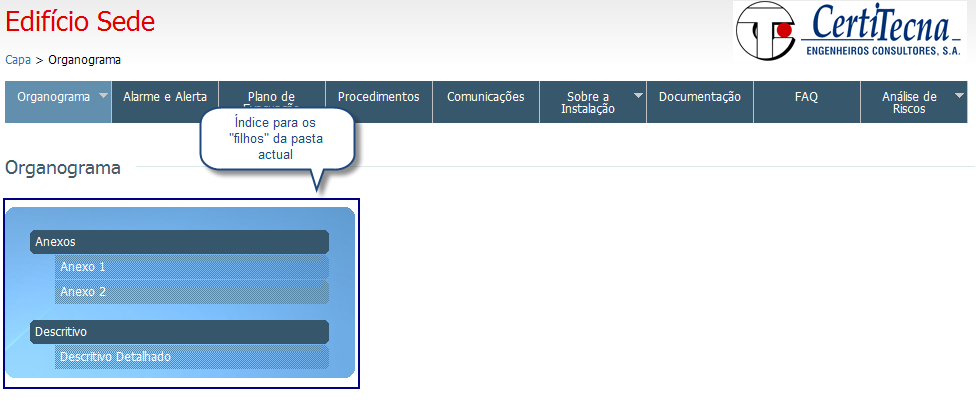 Edifício Sede
CertiTecna
ENGENHEIROS CONSULTORES, S.A.
Capa > Organograma
Organograma
Alarme e Alerta
Plano de
Evacuação
Procedimentos
Comunicações
Sobre a
Instalação
Documentação
FAQ
Análise de
Riscos
Índice para os
"filhos" da pasta
actual
Organograma
Anexos
Anexo 1
Anexo 2
Descritivo
Descritivo Detalhado